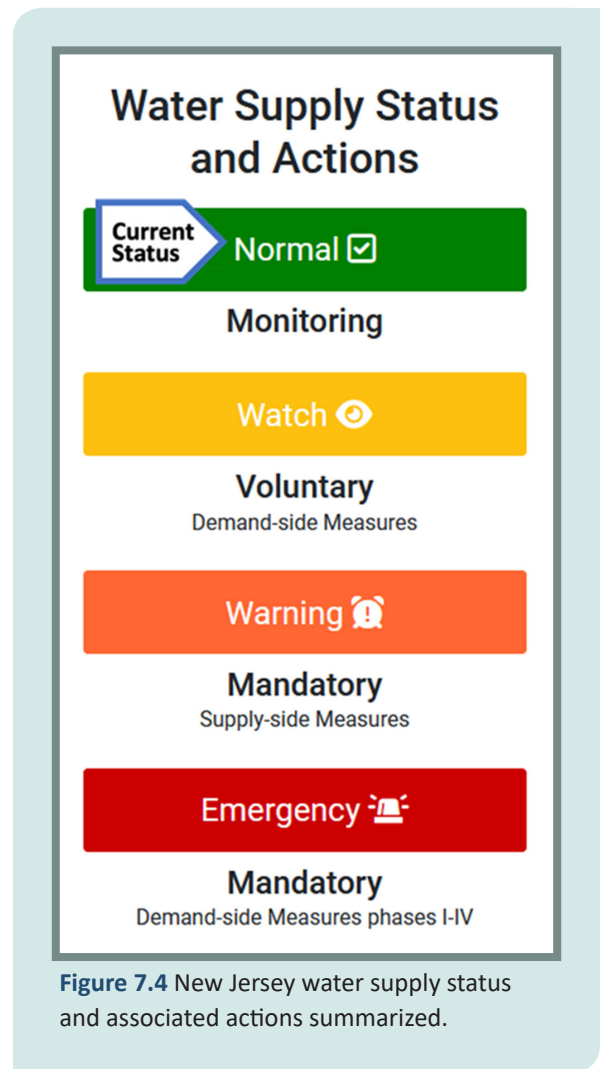 Water Supply Status
and Actions
Current
Status
Normal
Monitoring
Watch
Voluntary
Demand-side Measures
Warning
Mandatory
Supply-side Measures
Emergency
Mandatory
Demand-side Measures phases I-IV
Figure 7.4 New Jersey water supply status
and associated actions summarized.